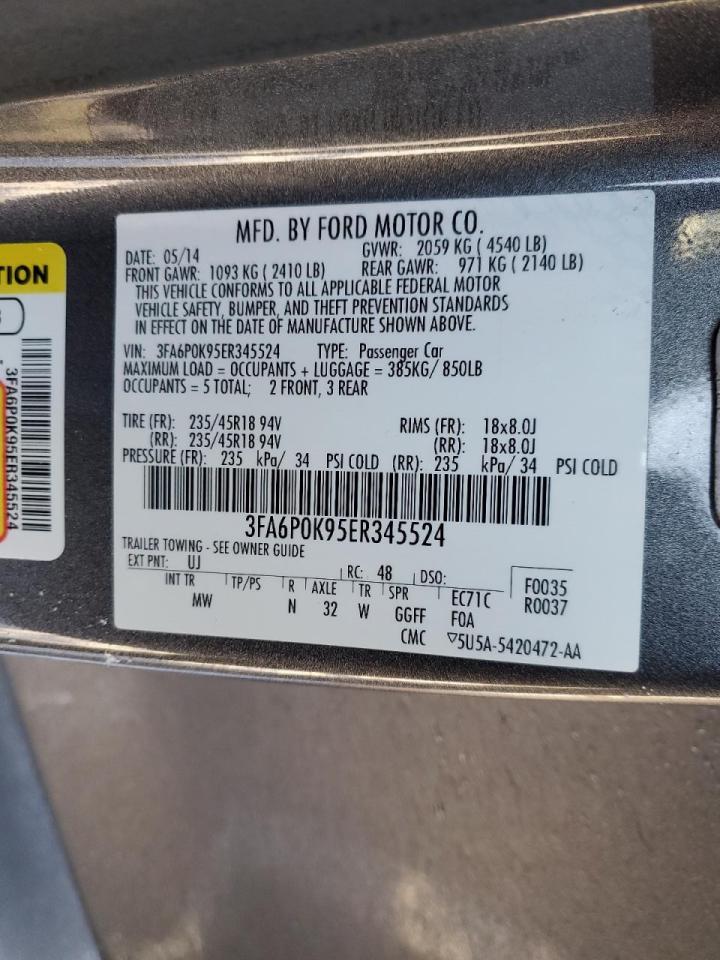 MFD. BY FORD MOTOR CO.
DATE: 05/14 GVWR: 2059 KG ( 4540 LB)
FRONT GAWR: 1093 KG ( 2410 LB) REAR GAWR: 971 KG ( 2140 LB)
THIS VEHICLE CONFORMS TO ALL APPLICABLE FEDERAL MOTOR
VEHICLE SAFETY, BUMPER, AND THEFT PREVENTION STANDARDS
IN EFFECT ON THE DATE OF MANUFACTURE SHOWN ABOVE.
VIN: 3FA6P0K95ER345524 TYPE: Passenger Car
MAXIMUM LOAD = OCCUPANTS + LUGGAGE = 385KG/ 850LB
OCCUPANTS = 5 TOTAL; 2 FRONT, 3 REAR
TIRE (FR): 235/45R18 94V RIMS (FR): 18x8.0J
(RR): 235/45R18 94V (RR): 18x8.0J
PRESSURE (FR): 235 kPa/ 34 PSI COLD (RR): 235 kPa/ 34 PSI COLD
3FA6P0K95ER345524
TRAILER TOWING - SEE OWNER GUIDE
EXT PNT: UJ RC: 48 DSO: F0035
INT TR TP/PS R AXLE TR SPR EC71C R0037
MW N 32 W GGFF FOA
CMC ▽5U5A-5420472-AA
TION
3FA6P0K95ER345524